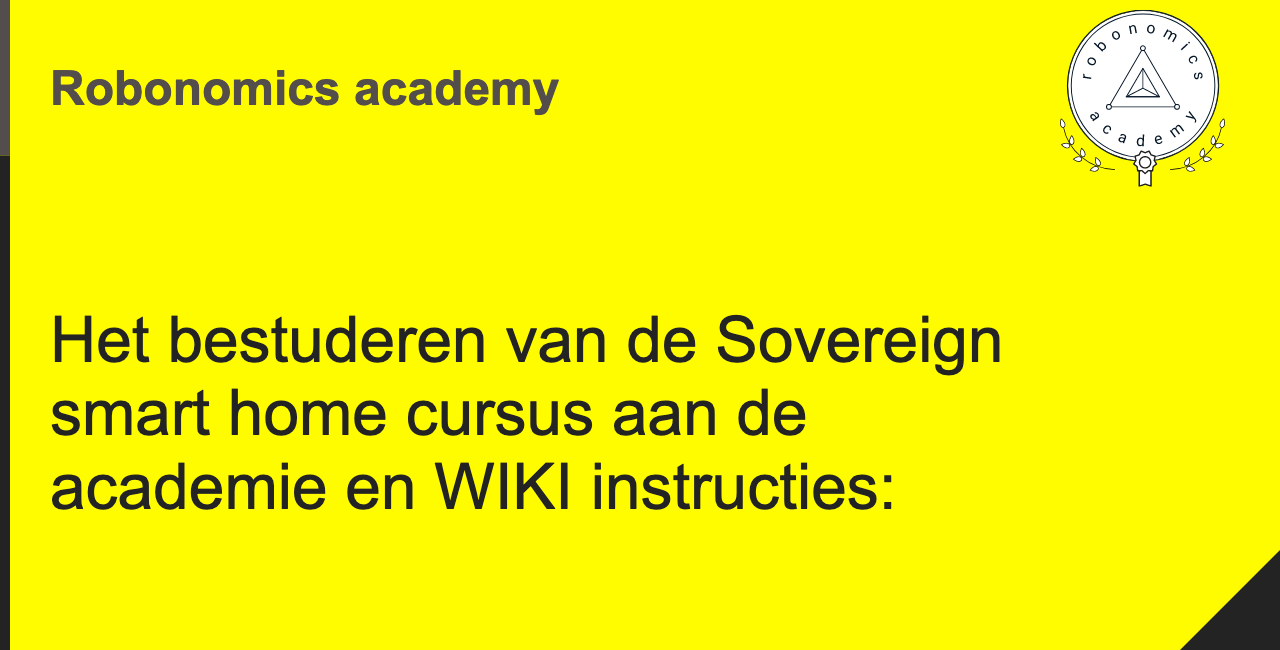 Robonomics academy
robonomics
academy
Het bestuderen van de Sovereign
smart home cursus aan de
academie en WIKI instructies: